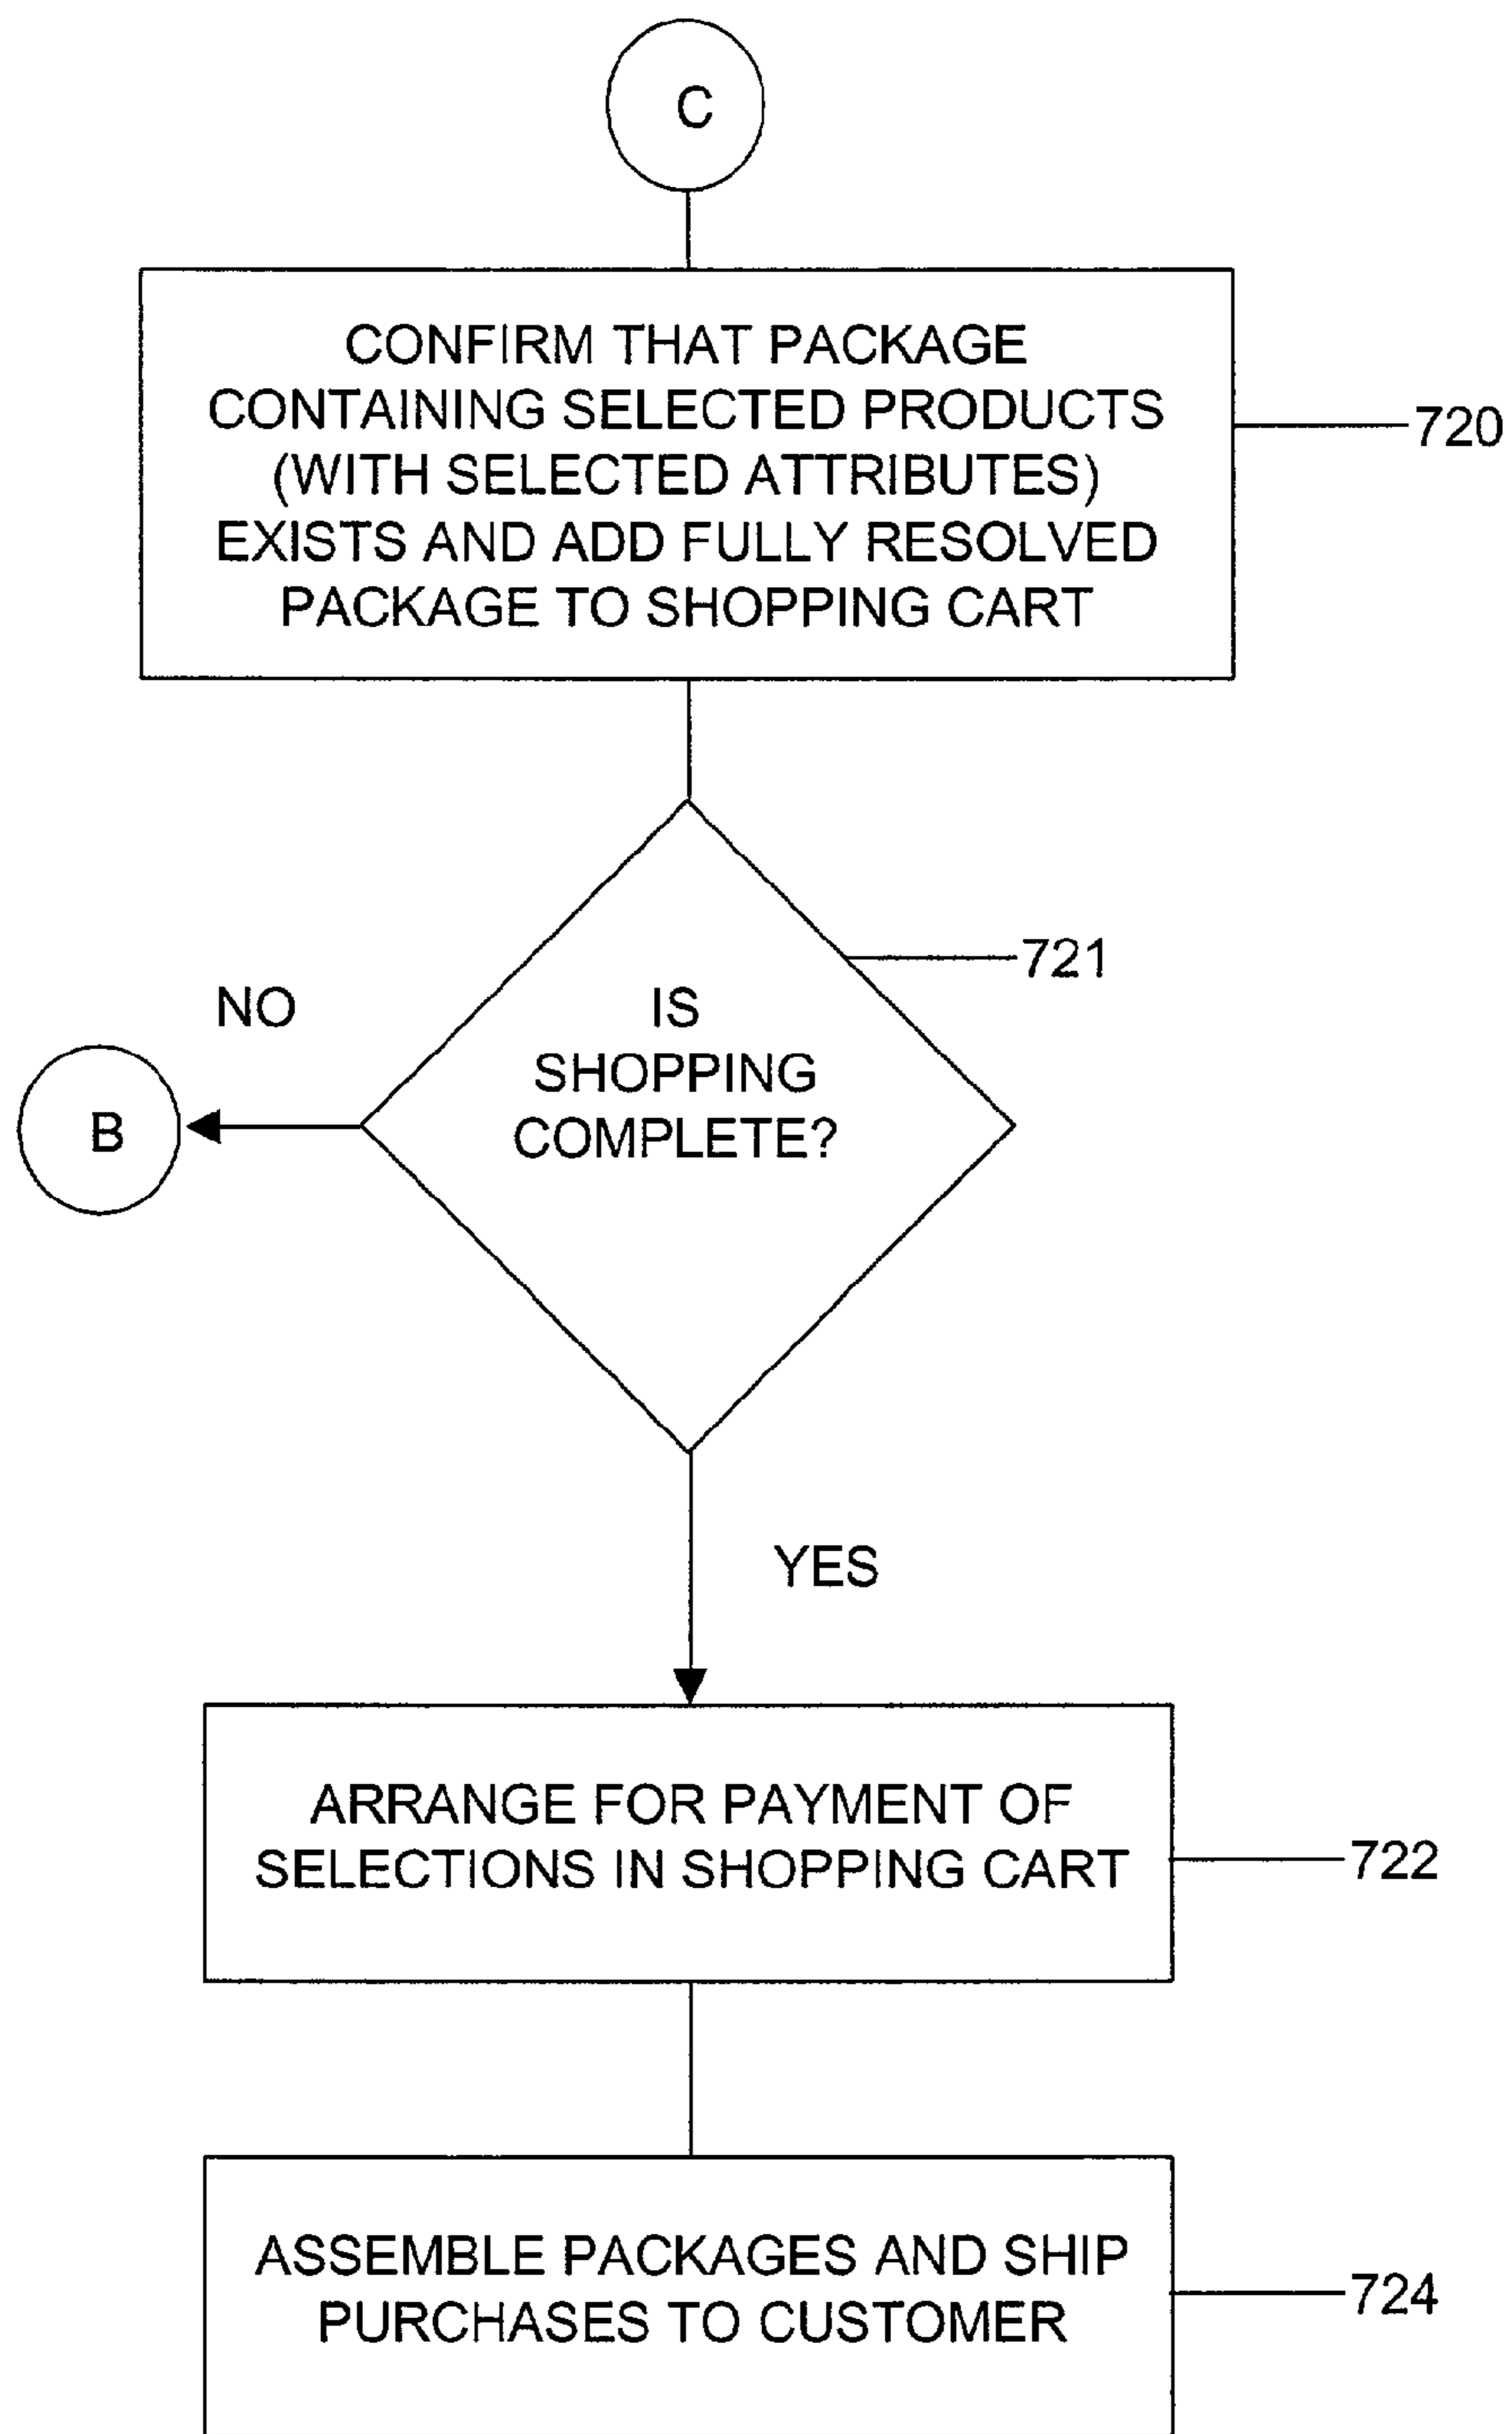 C
CONFIRM THAT PACKAGE
CONTAINING SELECTED PRODUCTS
(WITH SELECTED ATTRIBUTES)
EXISTS AND ADD FULLY RESOLVED
PACKAGE TO SHOPPING CART
720
721
NO
IS
SHOPPING
COMPLETE?
B
YES
ARRANGE FOR PAYMENT OF
SELECTIONS IN SHOPPING CART
722
ASSEMBLE PACKAGES AND SHIP
PURCHASES TO CUSTOMER
724